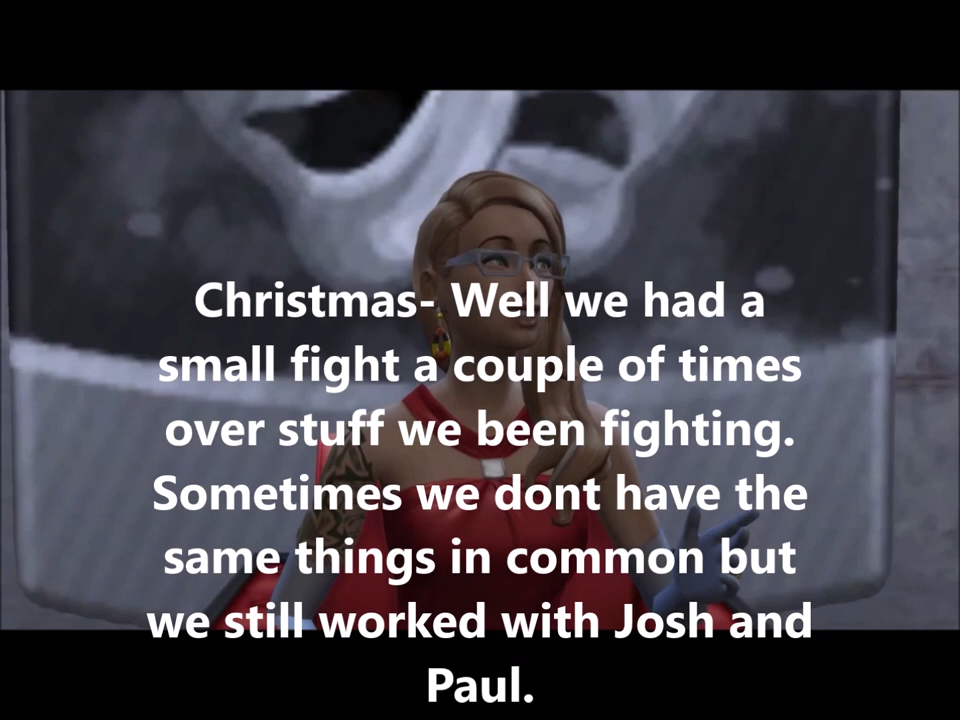 Christmas- Well we had a
small fight a couple of times
over stuff we been fighting.
Sometimes we dont have the
same things in common but
we still worked with Josh and
Paul.